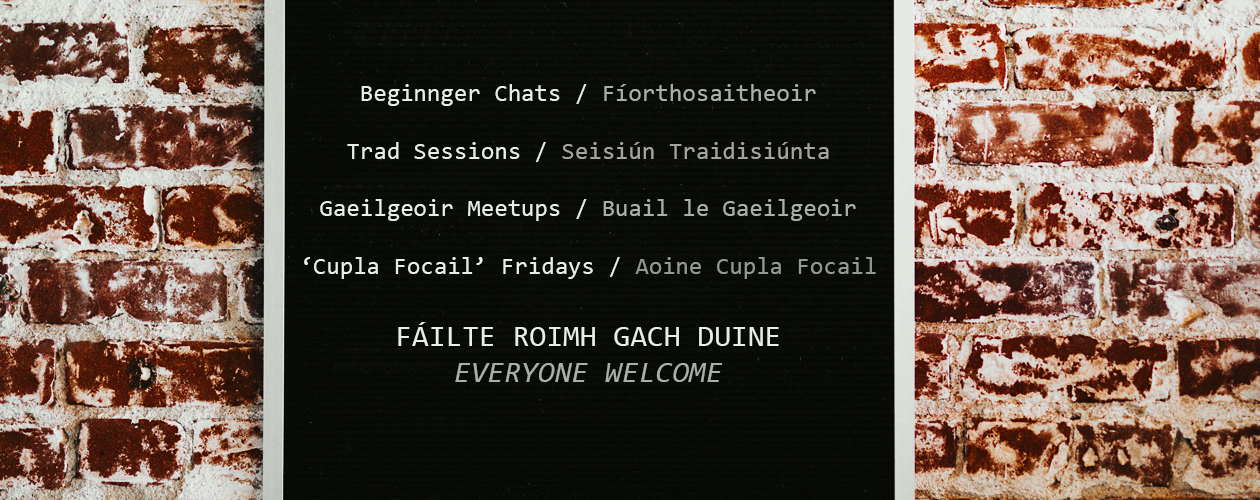 Beginnger Chats / Fíorthosaitheoir
Trad Sessions / Seisiún Traidisiúnta
Gaeilgeoir Meetups / Buail le Gaeilgeoir
‘Cupla Focail’ Fridays / Aoine Cupla Focail
FÁILTE ROIMH GACH DUINE
EVERYONE WELCOME